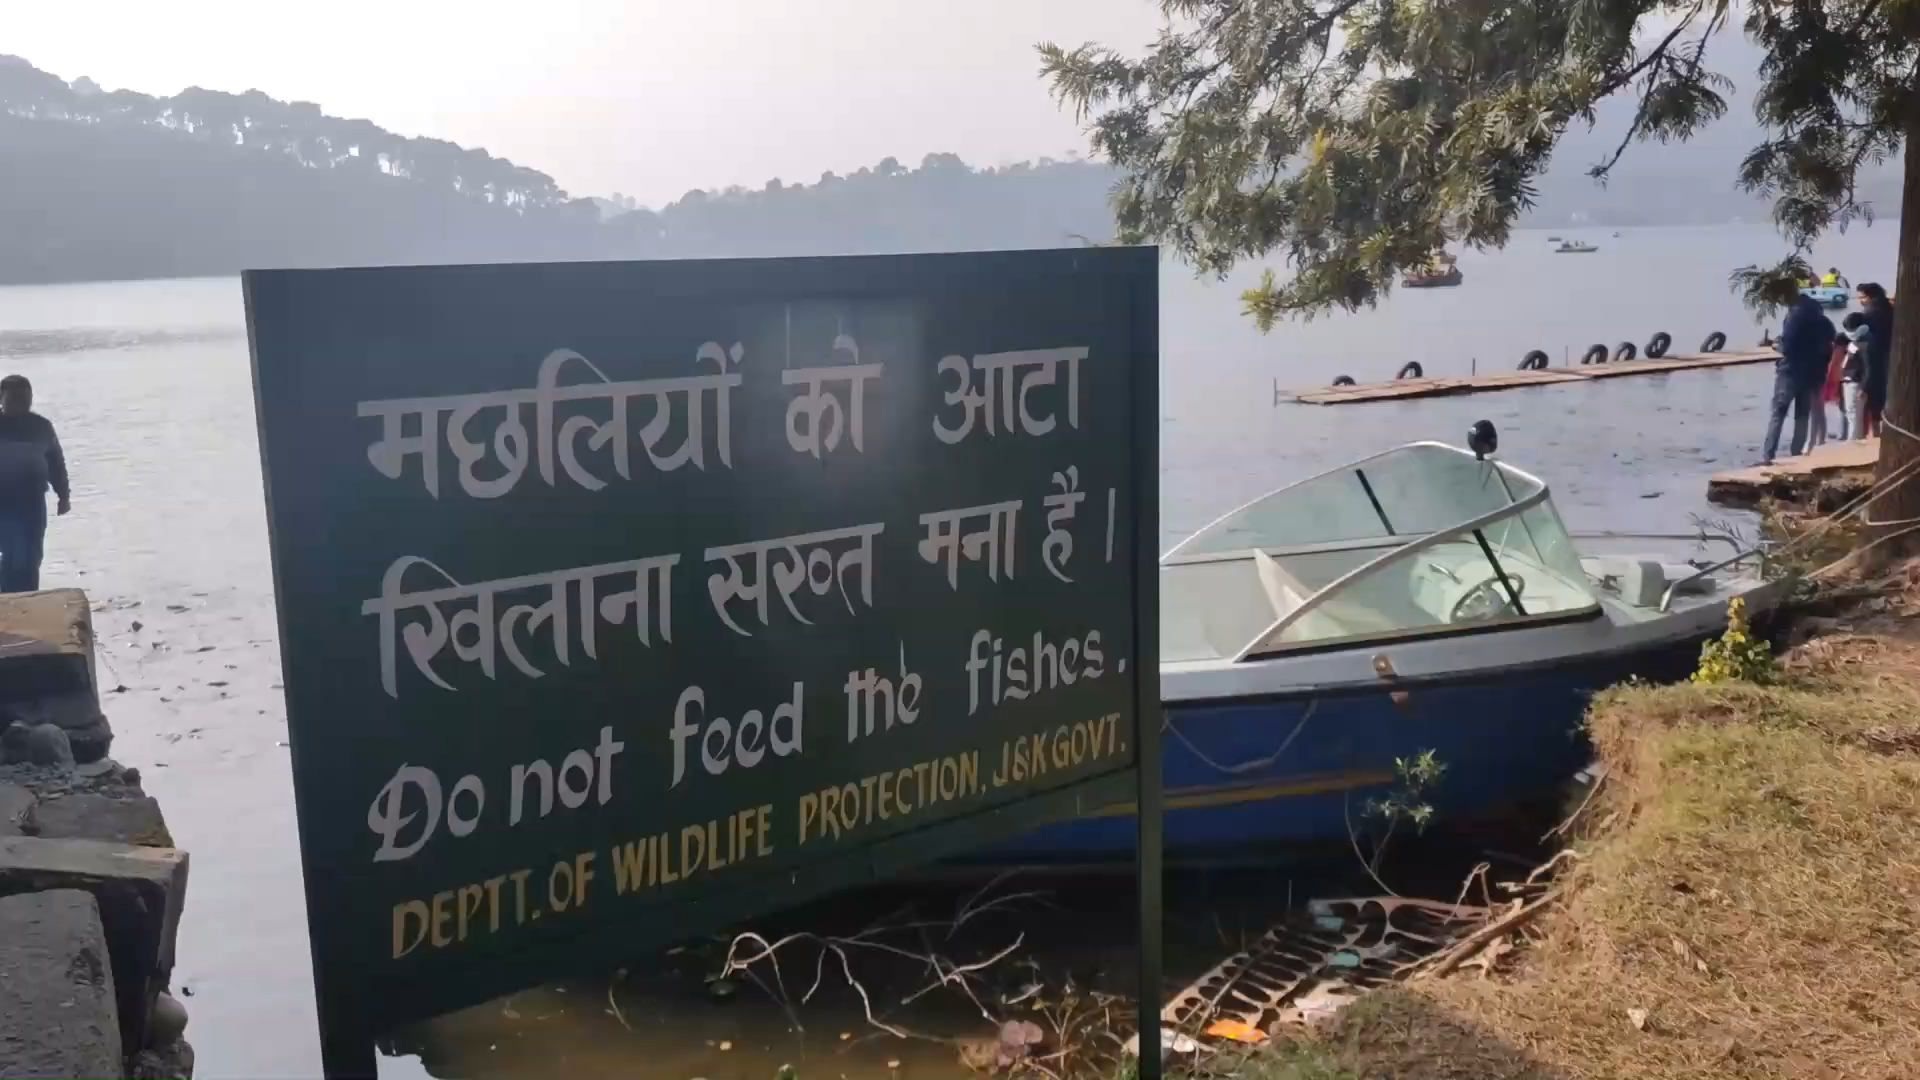 मछलियों को आटा
खिलाना सख्त मना है।
Do not feed the fishes.
DEPTT. OF WILDLIFE PROTECTION, J&K GOVT.